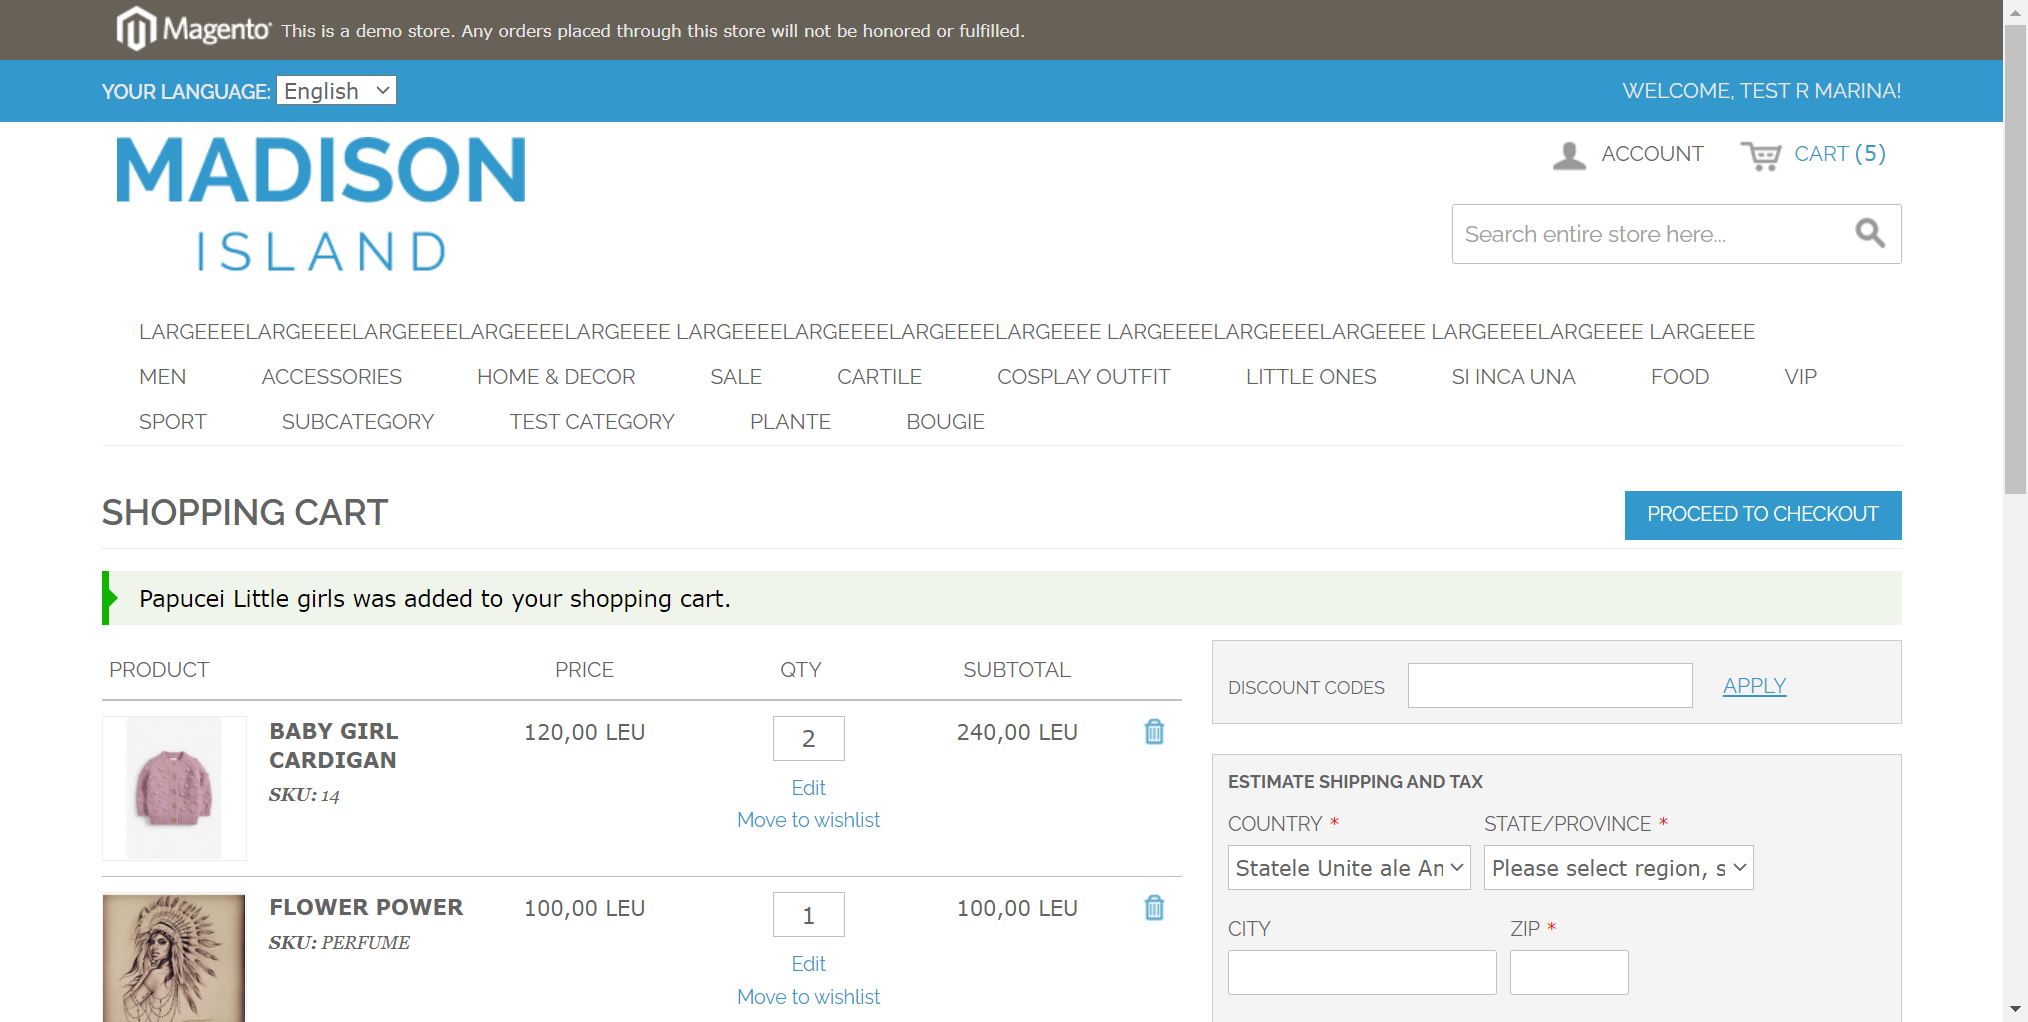 Magento® This is a demo store. Any orders placed through this store will not be honored or fulfilled.
YOUR LANGUAGE: English WELCOME, TEST R MARINA!
MADISON
ISLAND
ACCOUNT CART (5)
Search entire store here...
LARGEEEELARGEEEELARGEEEELARGEEEELARGEEEE LARGEEEELARGEEEELARGEEEELARGEEEE LARGEEEELARGEEEELARGEEEE LARGEEEELARGEEEE LARGEEEE
MEN ACCESSORIES HOME & DECOR SALE CARTILE COSPLAY OUTFIT LITTLE ONES SI INCA UNA FOOD VIP
SPORT SUBCATEGORY TEST CATEGORY PLANTE BOUGIE
SHOPPING CART
PROCEED TO CHECKOUT
Papucei Little girls was added to your shopping cart.
PRODUCT PRICE QTY SUBTOTAL
BABY GIRL CARDIGAN 120,00 LEU 2 240,00 LEU
SKU: 14
Edit
Move to wishlist
FLOWER POWER 100,00 LEU 1 100,00 LEU
SKU: PERFUME
Edit
Move to wishlist
DISCOUNT CODES APPLY
ESTIMATE SHIPPING AND TAX
COUNTRY * STATE/PROVINCE *
Statele Unite ale Am Please select region, s
CITY ZIP *